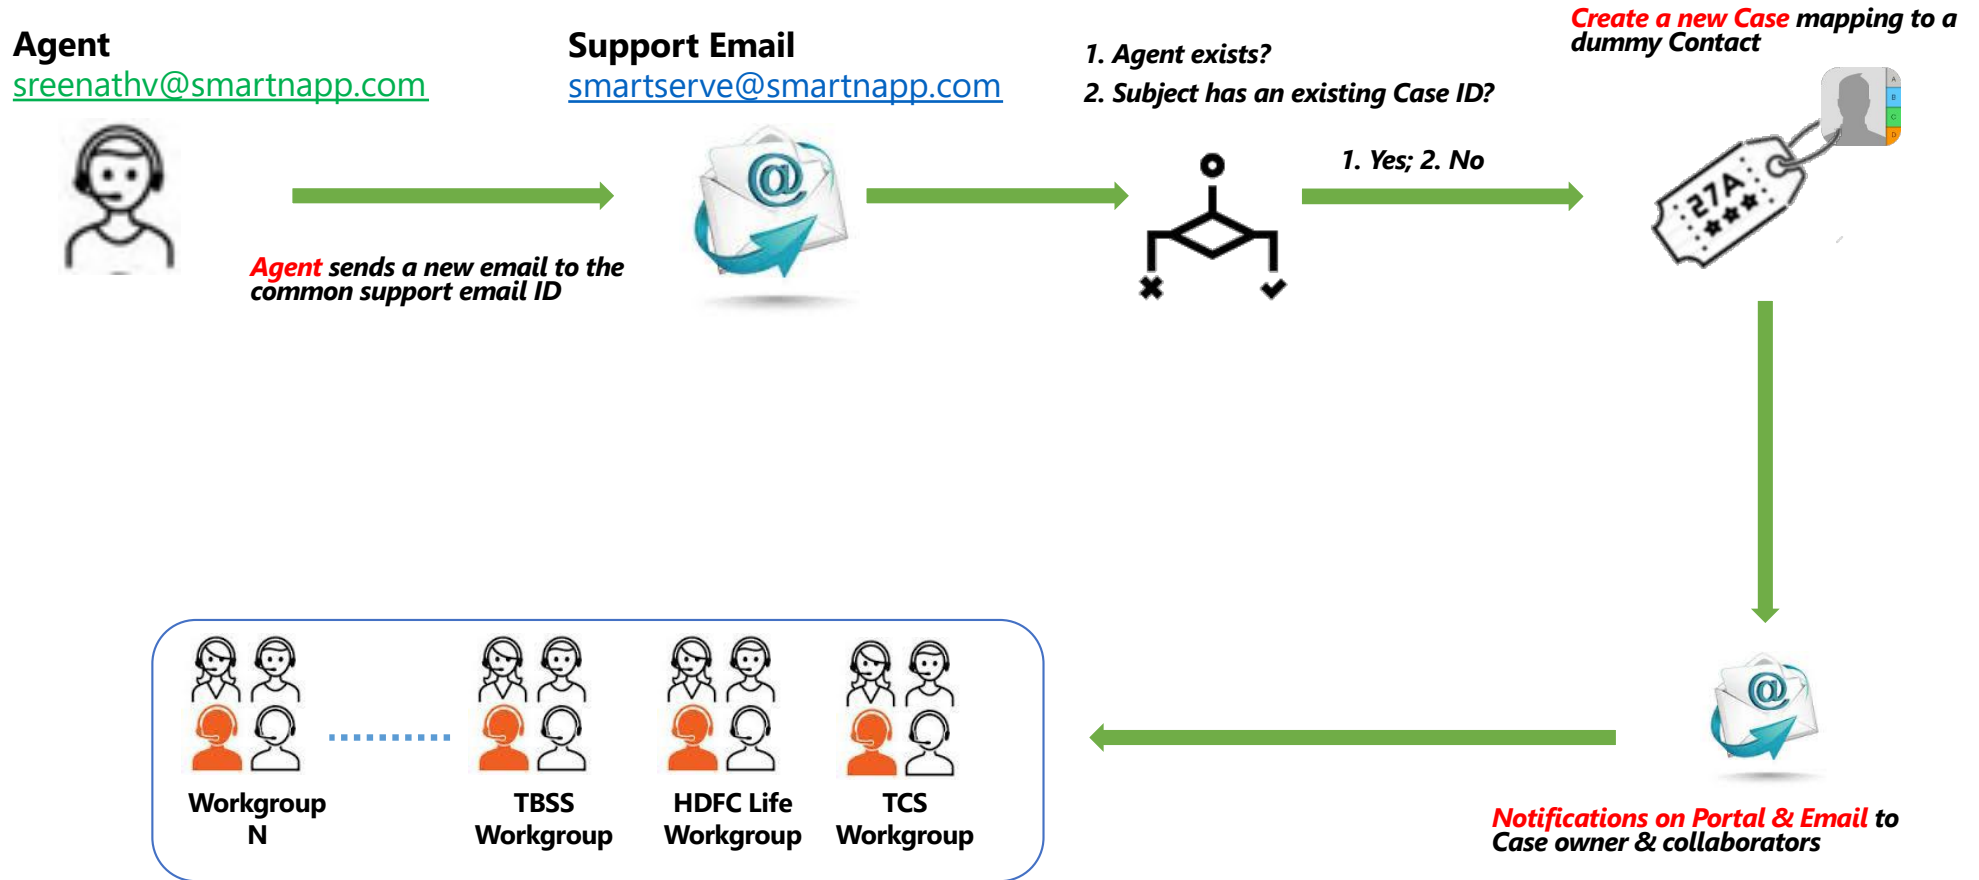 Agent
sreenathv@smartnapp.com
Support Email
smartserve@smartnapp.com
1. Agent exists?
2. Subject has an existing Case ID?
Create a new Case mapping to a
dummy Contact
A
B
C
D
1. Yes; 2. No
27A
@
Agent sends a new email to the
common support email ID
@
Workgroup
N
TBSS
Workgroup
HDFC Life
Workgroup
TCS
Workgroup
Notifications on Portal & Email to
Case owner & collaborators